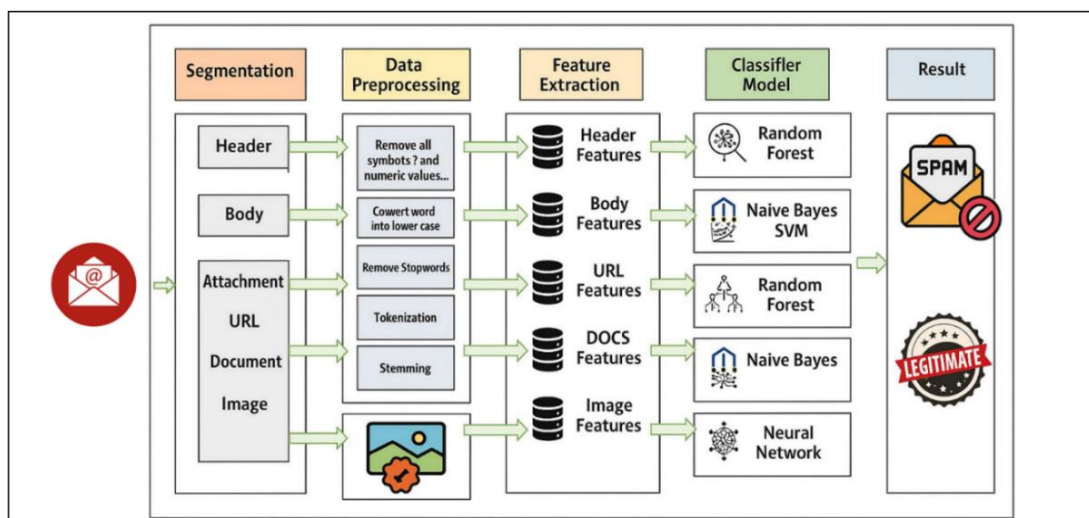 Segmentation
Data
Preprocessing
Feature
Extraction
Classifler
Model
Result
Header
Body
Attachment
URL
Document
Image
Remove all
symbots ? and
numeric values...
Cowert word
into lower case
Remove Stopwords
Tokenization
Stemming
Header
Features
Body
Features
URL
Features
DOCS
Features
Image
Features
Random
Forest
Naive Bayes
SVM
Random
Forest
Naive Bayes
Neural
Network
SPAM
LEGITIMATE
@